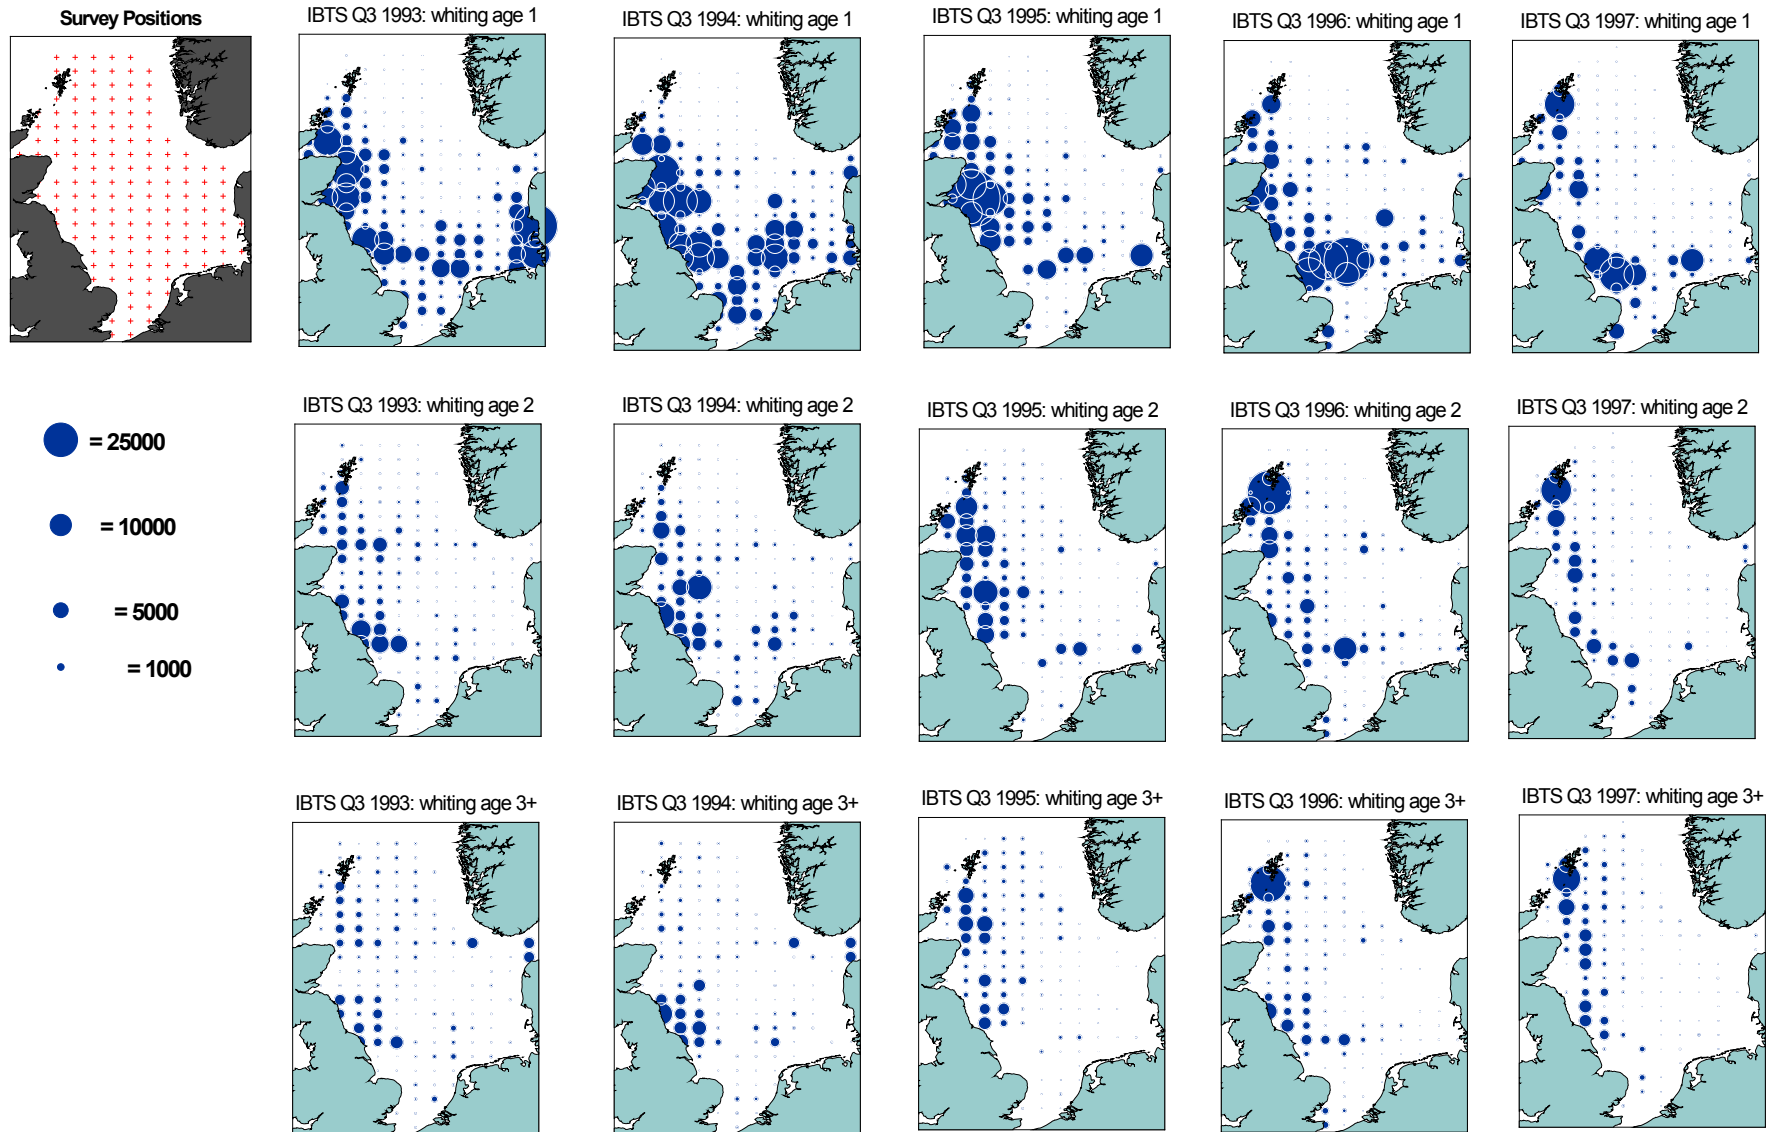 Survey Positions
IBTS Q3 1993: whiting age 1
IBTS Q3 1994: whiting age 1
IBTS Q3 1995: whiting age 1
IBTS Q3 1996: whiting age 1
IBTS Q3 1997: whiting age 1
= 25000
= 10000
= 5000
= 1000
IBTS Q3 1993: whiting age 2
IBTS Q3 1994: whiting age 2
IBTS Q3 1995: whiting age 2
IBTS Q3 1996: whiting age 2
IBTS Q3 1997: whiting age 2
IBTS Q3 1993: whiting age 3+
IBTS Q3 1994: whiting age 3+
IBTS Q3 1995: whiting age 3+
IBTS Q3 1996: whiting age 3+
IBTS Q3 1997: whiting age 3+